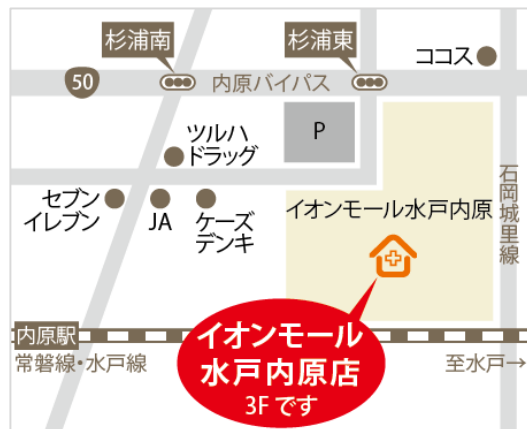 杉浦南
杉浦東
ココス
50
内原バイパス
P
ツルハ
ドラッグ
石岡城里線
セブン
イレブン
JA
ケーズ
デンキ
イオンモール水戸内原
内原駅
常磐線・水戸線
至水戸→
イオンモール
水戸内原店
3Fです